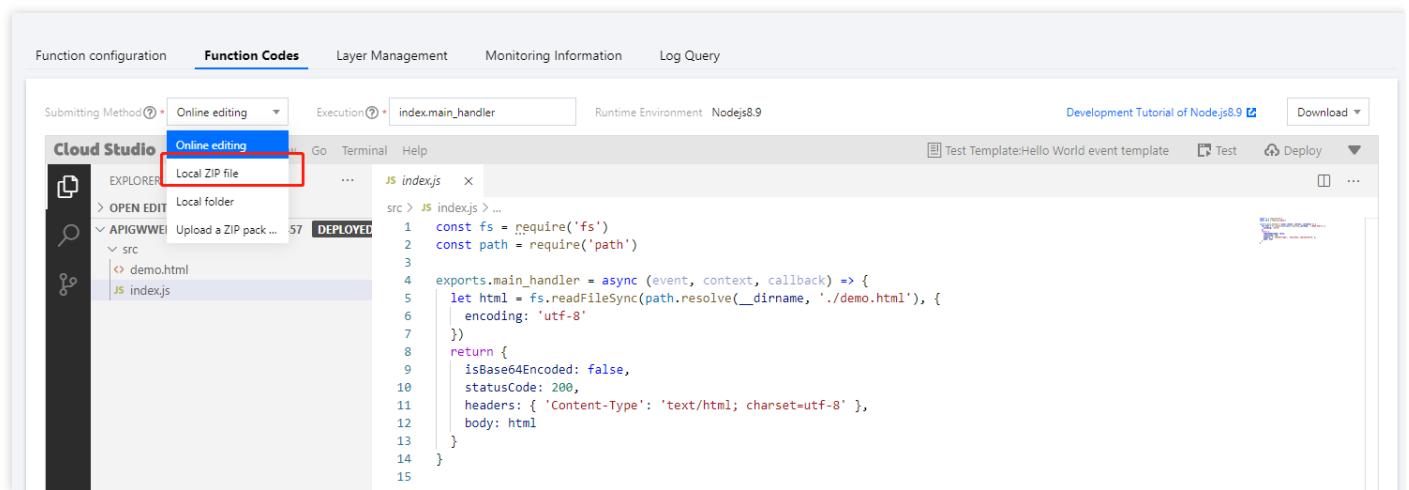 Function configuration Function Codes Layer Management Monitoring Information Log Query
Submitting Method * Online editing Execution * index.main_handler Runtime Environment Nodejs8.9 Development Tutorial of Node.js8.9 Download
Cloud Studio Online editing Go Terminal Help Test Template:Hello World event template Test Deploy
EXPLORER Local ZIP file ... JS index.js ×
> OPEN EDIT Local folder src > JS index.js > ...
APIGWWE Upload a ZIP pack ... 57 DEPLOYED
src
<> demo.html
JS index.js
1 const fs = require('fs')
2 const path = require('path')
3
4 exports.main_handler = async (event, context, callback) => {
5 let html = fs.readFileSync(path.resolve(__dirname, './demo.html'), {
6 encoding: 'utf-8'
7 })
8 return {
9 isBase64Encoded: false,
10 statusCode: 200,
11 headers: { 'Content-Type': 'text/html; charset=utf-8' },
12 body: html
13 }
14 }
15